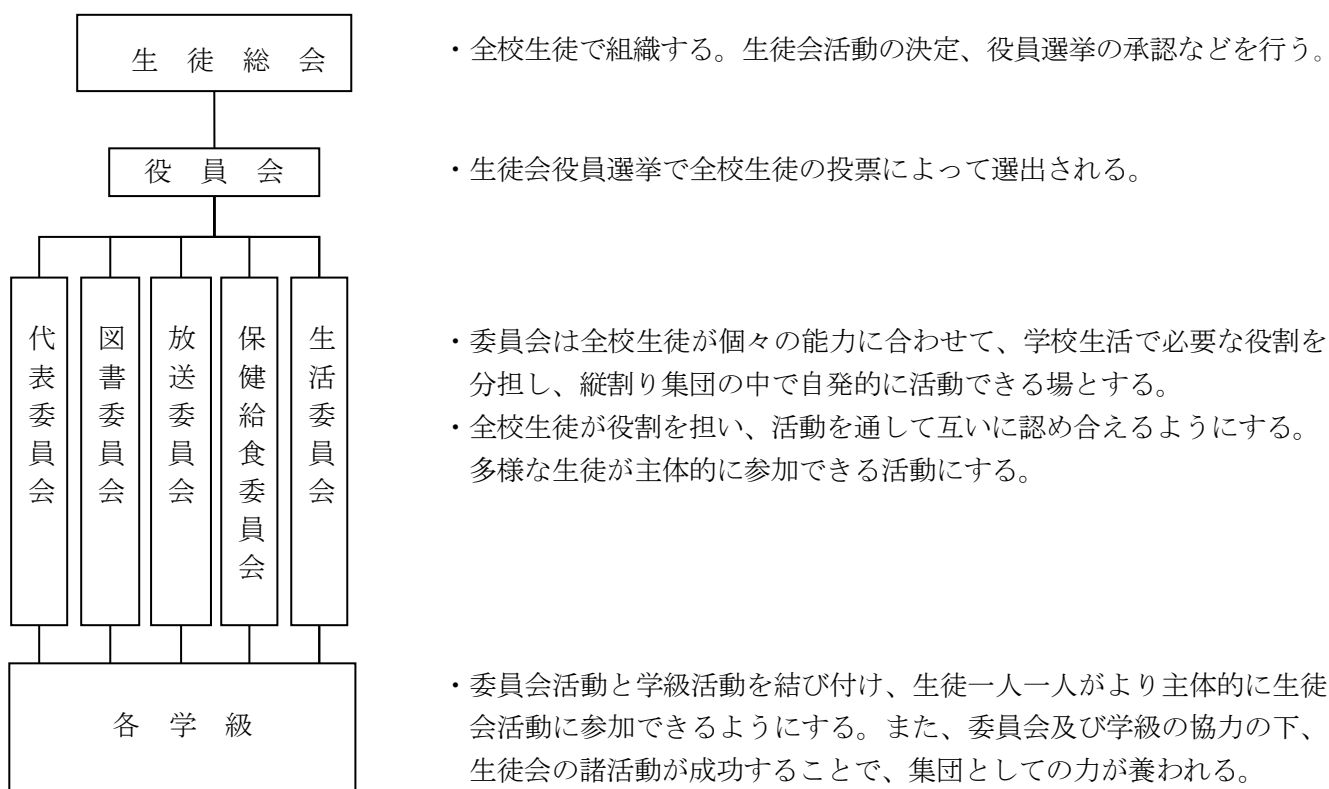 生徒総会
・全校生徒で組織する。生徒会活動の決定、役員選挙の承認などを行う。
役員会
・生徒会役員選挙で全校生徒の投票によって選出される。
代表委員会
図書委員会
放送委員会
保健給食委員会
生活委員会
・委員会は全校生徒が個々の能力に合わせて、学校生活で必要な役割を
分担し、縦割り集団の中で自発的に活動できる場とする。
・全校生徒が役割を担い、活動を通して互いに認め合えるようにする。
多様な生徒が主体的に参加できる活動にする。
各学級
・委員会活動と学級活動を結び付け、生徒一人一人がより主体的に生徒
会活動に参加できるようにする。また、委員会及び学級の協力の下、
生徒会の諸活動が成功することで、集団としての力が養われる。